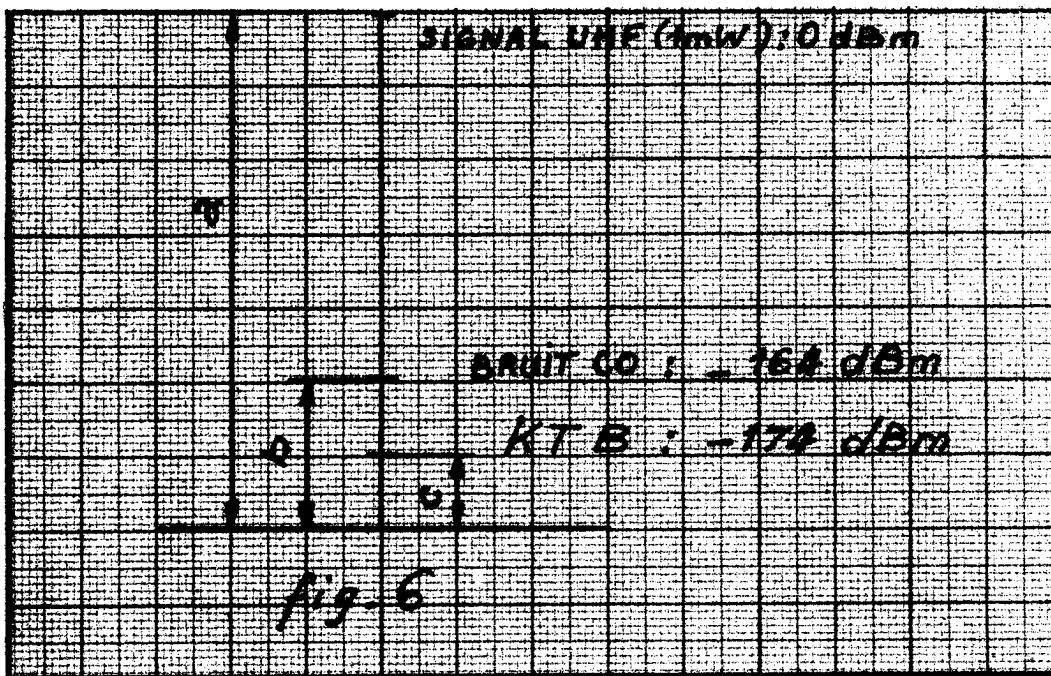 SIGNAL UHF (1mW) : 0 dBm
a
BRUIT CO : - 164 dBm
b
KTB : -174 dBm
c
fig. 6